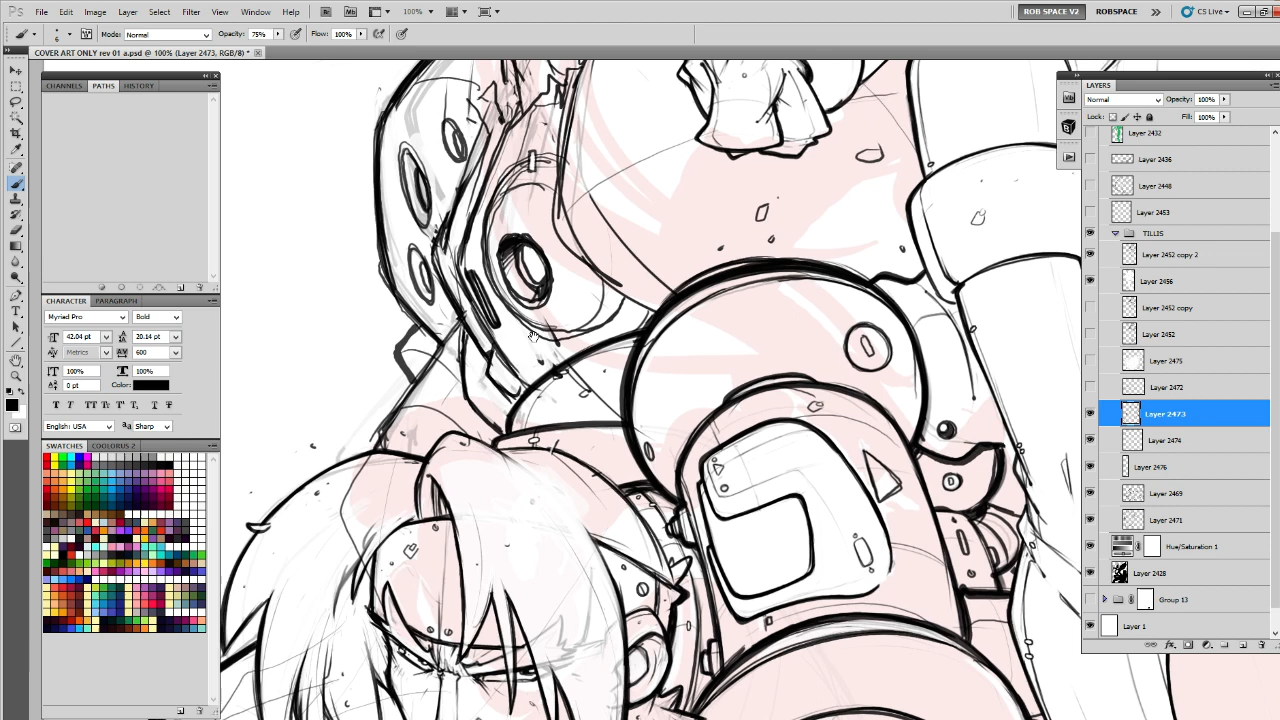 Ps File Edit Image Layer Select Filter View Window Help Br Mb 100% ROB SPACE V2 ROBSPACE CS Live
6 Mode: Normal Opacity: 75% Flow: 100%
COVER ART ONLY rev 01 a.psd @ 100% (Layer 2473, RGB/8) *
CHANNELS PATHS HISTORY
CHARACTER PARAGRAPH
Myriad Pro Bold
42.04 pt 20.14 pt
Metrics 600
100% 100%
0 pt Color:
English: USA Sharp
SWATCHES COLORUS 2
LAYERS
Normal Opacity: 100%
Lock: Fill: 100%
Layer 2432
Layer 2436
Layer 2448
Layer 2453
TILLIS
Layer 2452 copy 2
Layer 2456
Layer 2452 copy
Layer 2452
Layer 2475
Layer 2472
Layer 2473
Layer 2474
Layer 2476
Layer 2469
Layer 2471
Hue/Saturation 1
Layer 2428
Group 13
Layer 1